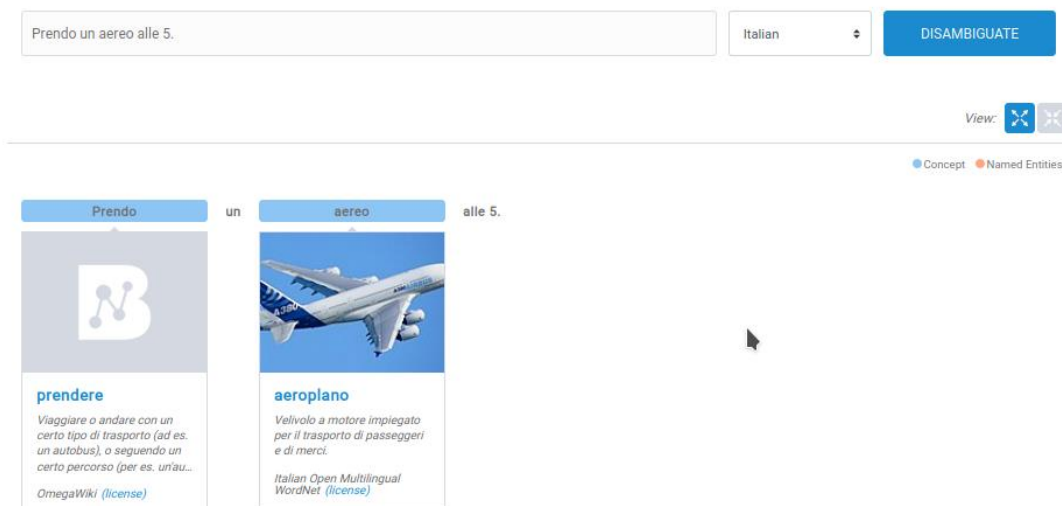 Prendo un aereo alle 5.
Italian
DISAMBIGUATE
View:
Concept Named Entities
Prendo un aereo alle 5.
A380 AIRBUS
prendere
Viaggiare o andare con un
certo tipo di trasporto (ad es.
un autobus), o seguendo un
certo percorso (per es. un'au...
OmegaWiki (license)
aeroplano
Velivolo a motore impiegato
per il trasporto di passeggeri
e di merci.
Italian Open Multilingual
WordNet (license)